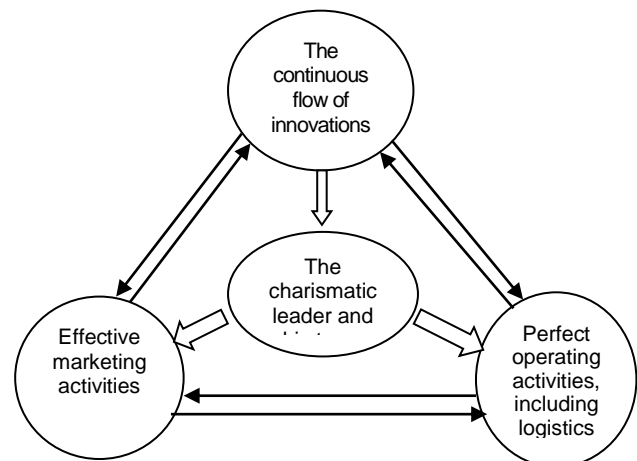 The
continuous
flow of
innovations
The
charismatic
leader and
Effective
marketing
activities
Perfect
operating
activities,
including
logistics